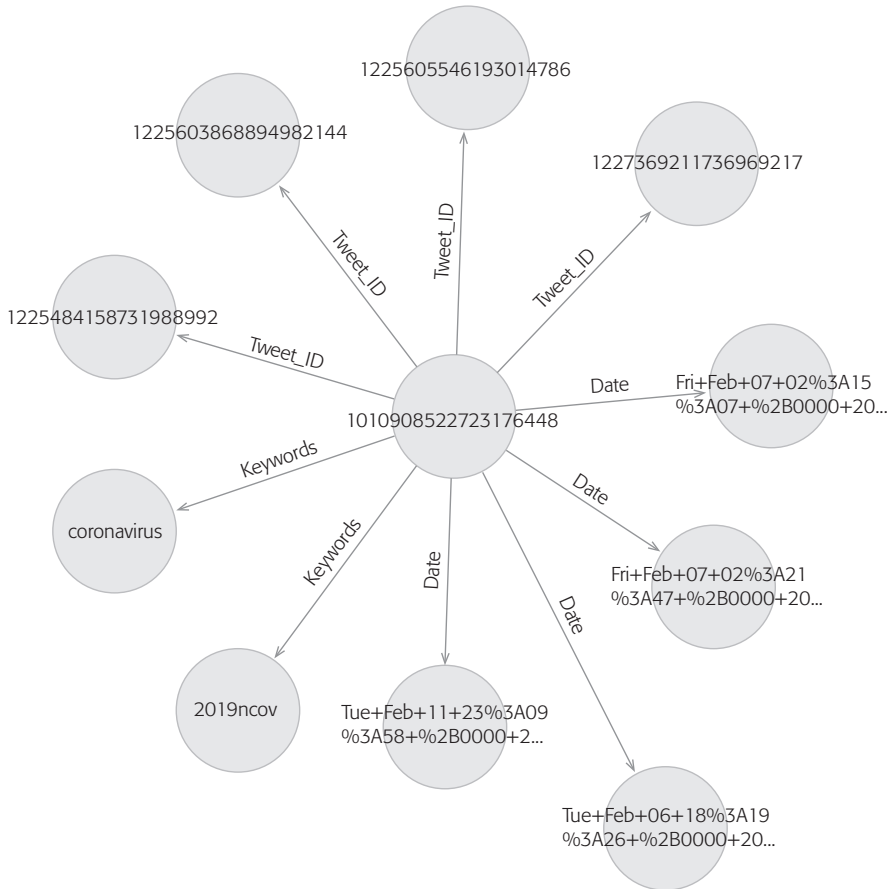 1225605546193014786
1225603868894982144
1227369211736969217
Tweet_ID
Tweet_ID
Tweet_ID
1225484158731988992
Tweet_ID
Date
Fri+Feb+07+02%3A15
%3A07+%2B0000+20...
1010908522723176448
Keywords
Date
coronavirus
Keywords
Date
Fri+Feb+07+02%3A21
%3A47+%2B0000+20...
Date
2019ncov
Tue+Feb+11+23%3A09
%3A58+%2B0000+2...
Tue+Feb+06+18%3A19
%3A26+%2B0000+20...